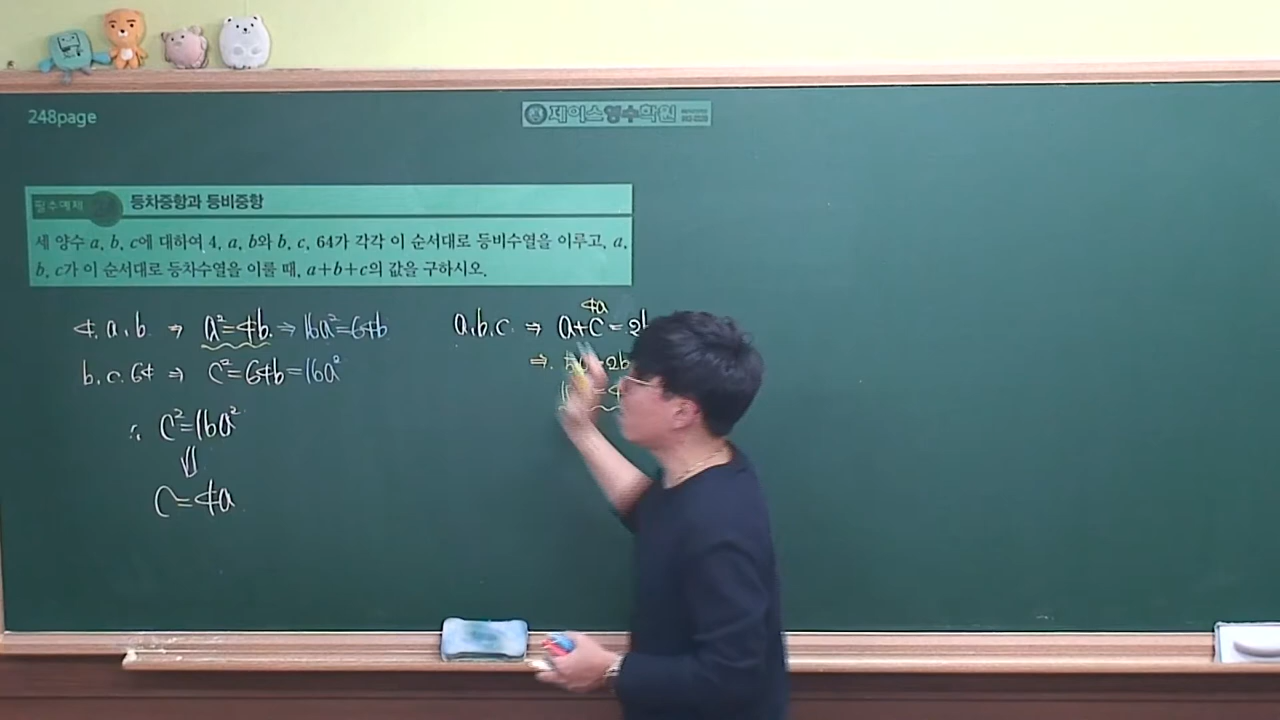 248page
제이스영수학원
필수예제
등차중항과 등비중항
세 양수 a, b, c에 대하여 4, a, b와 b, c, 64가 각각 이 순서대로 등비수열을 이루고, a,
b, c가 이 순서대로 등차수열을 이룰 때, a+b+c의 값을 구하시오.
4. a. b. ⇒ a²=4b. ⇒ 16a²=64b
b. c. 64 ⇒ c²=64b=16a²
∴ c²=16a²
⇓
c=4a
4a
a.b.c. ⇒ a+c=2
⇒. =2b